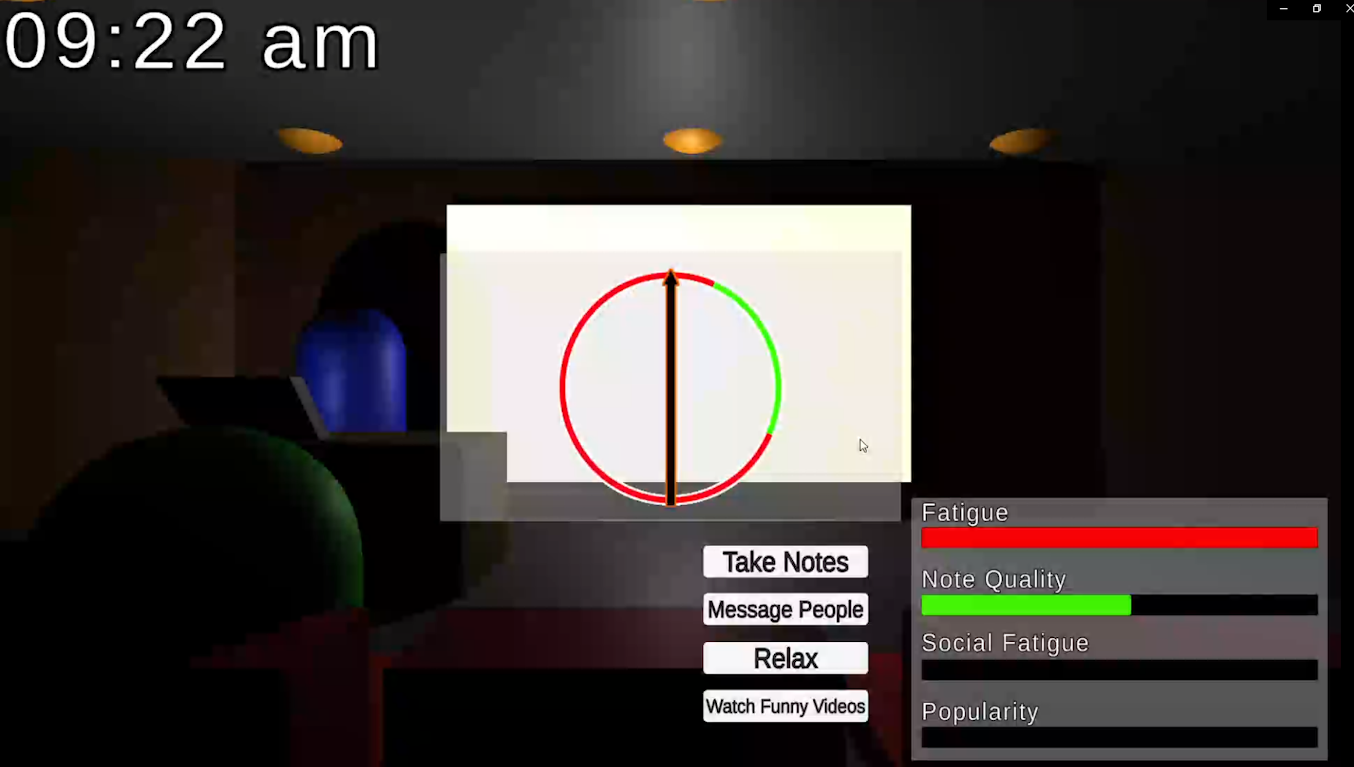 09:22 am
Take Notes
Message People
Relax
Watch Funny Videos
Fatigue
Note Quality
Social Fatigue
Popularity